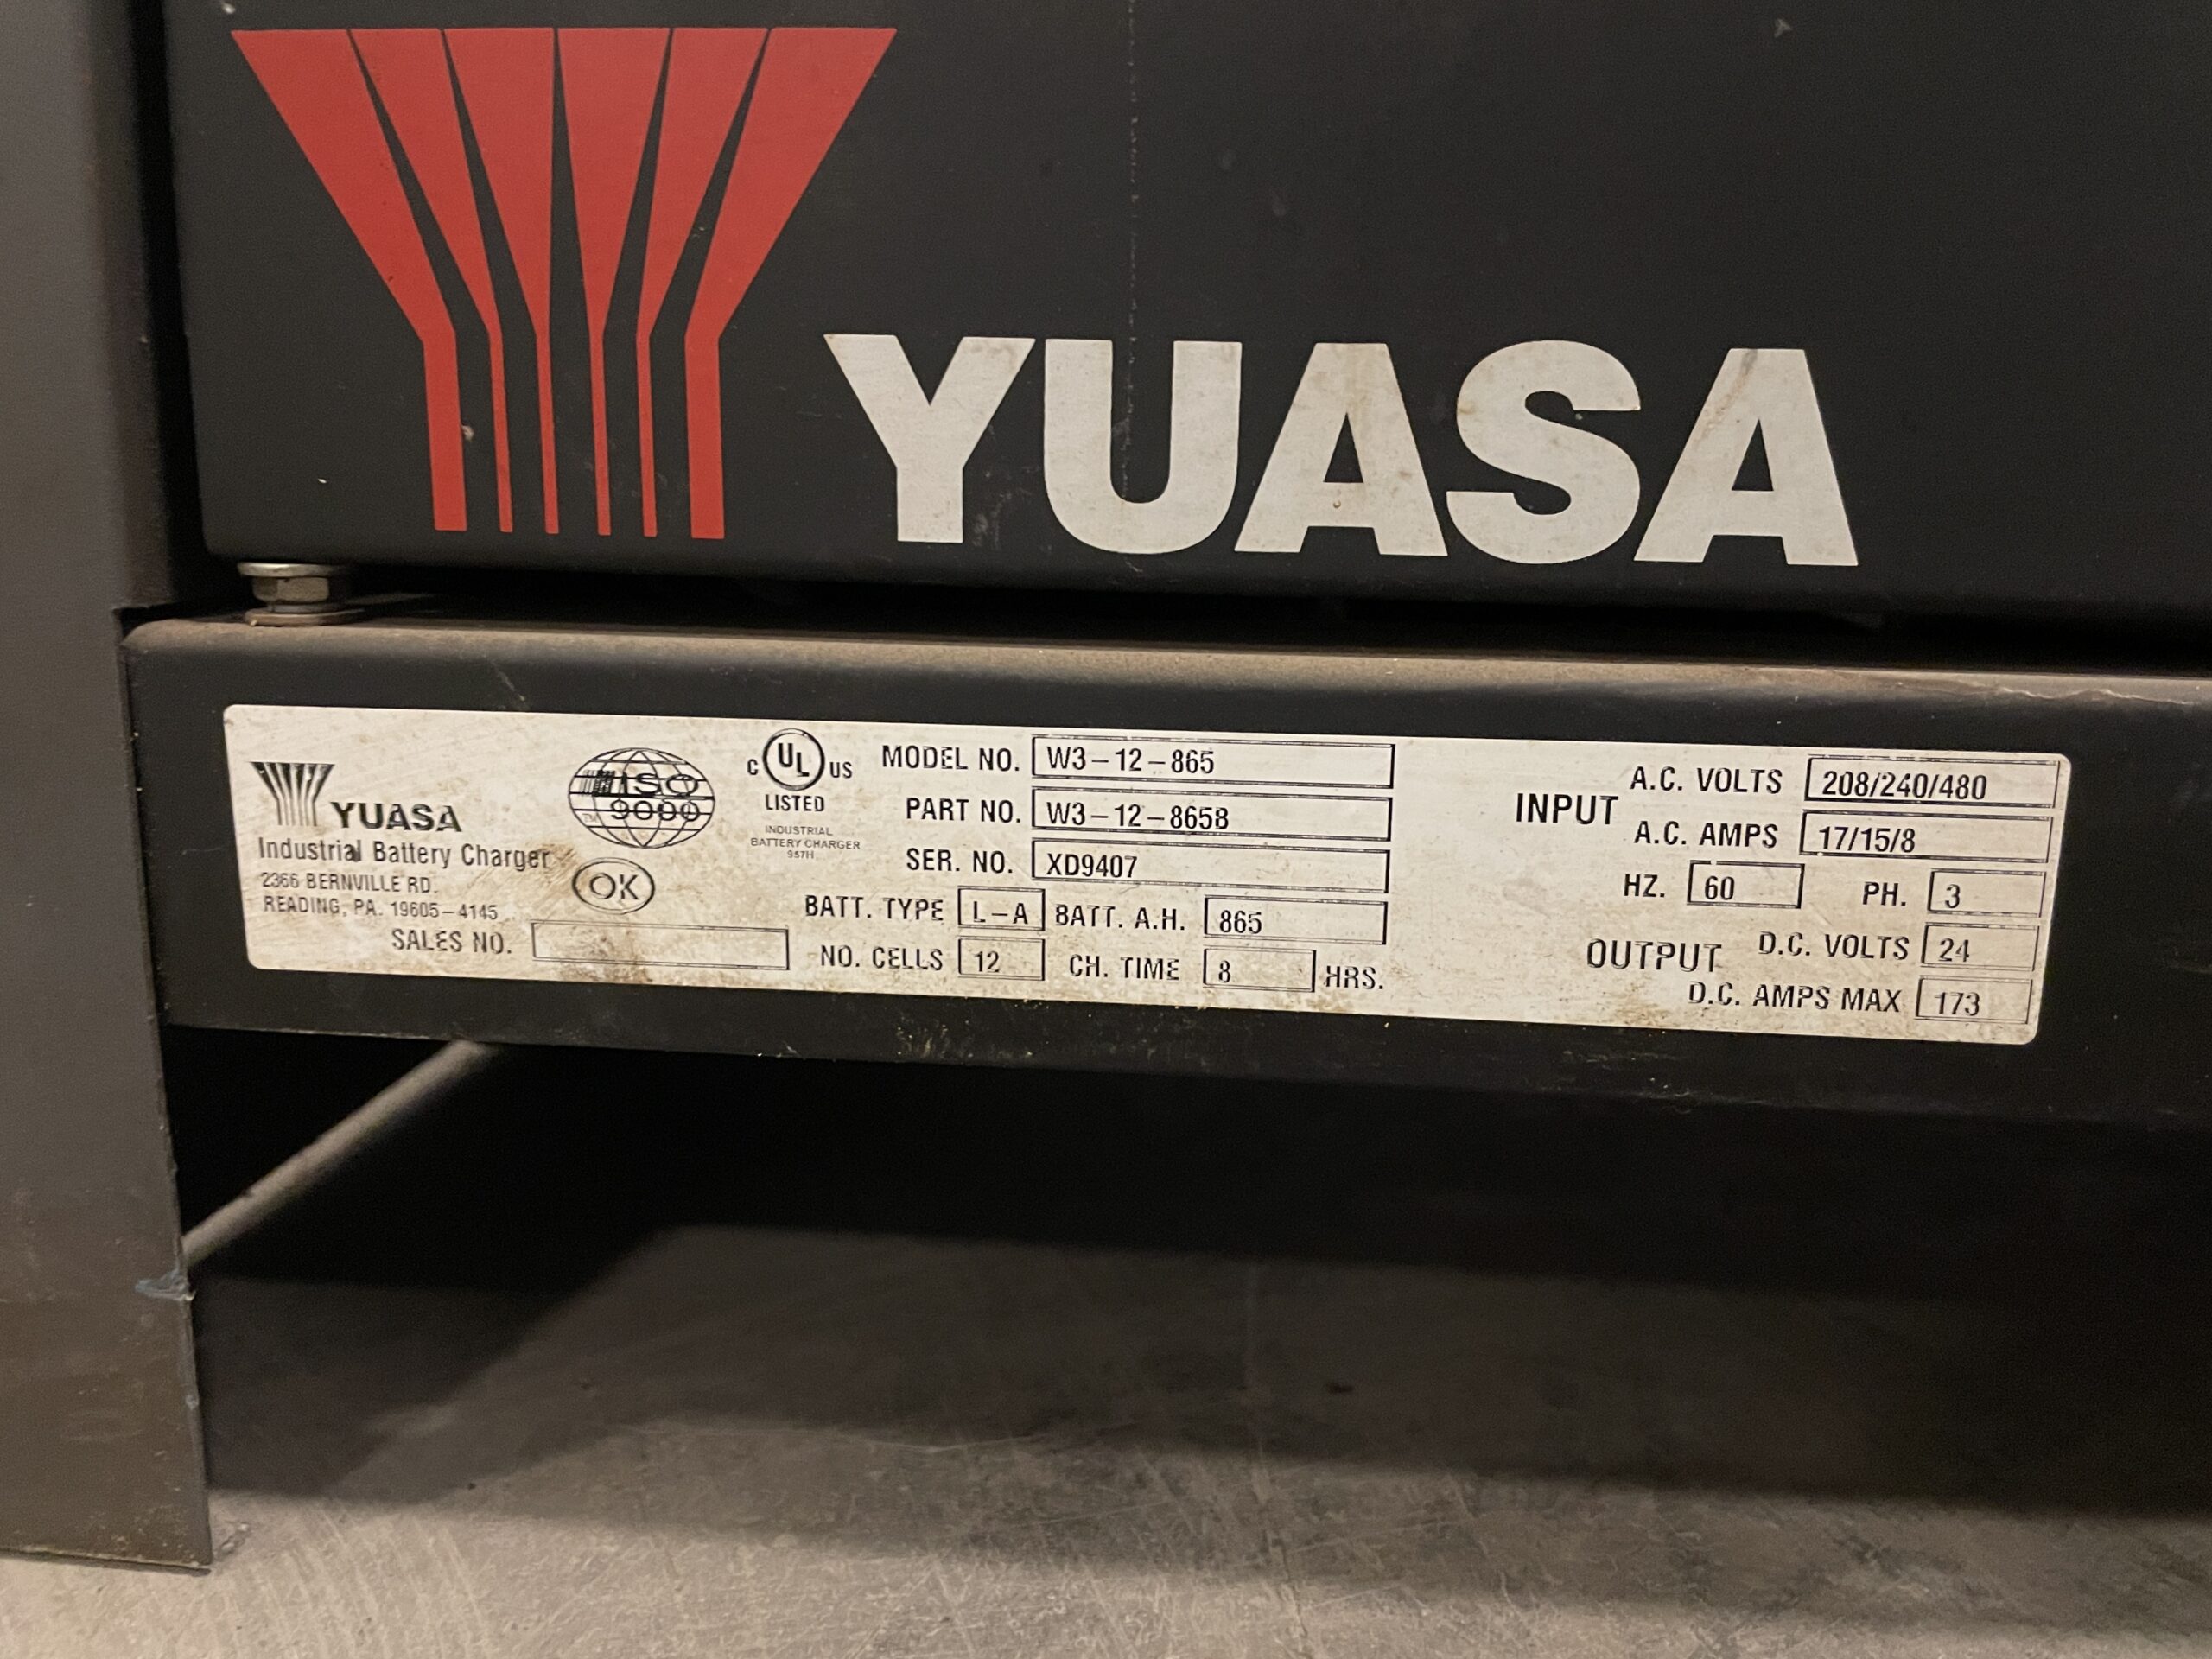 YUASA
YUASA
Industrial Battery Charger
2366 BERNVILLE RD.
READING, PA. 19605-4145
SALES NO.
ISO
9000
TM
OK
C UL US
LISTED
INDUSTRIAL
BATTERY CHARGER
957H
MODEL NO. W3-12-865
PART NO. W3-12-865B
SER. NO. XD9407
BATT. TYPE L-A BATT. A.H. 865
NO. CELLS 12 CH. TIME 8 HRS.
INPUT A.C. VOLTS 208/240/480
A.C. AMPS 17/15/8
HZ. 60 PH. 3
OUTPUT D.C. VOLTS 24
D.C. AMPS MAX 173